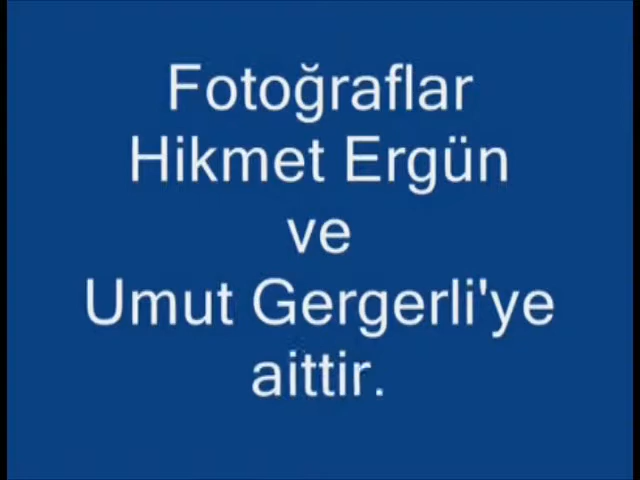 Fotoğraflar
Hikmet Ergün
ve
Umut Gergerli'ye
aittir.